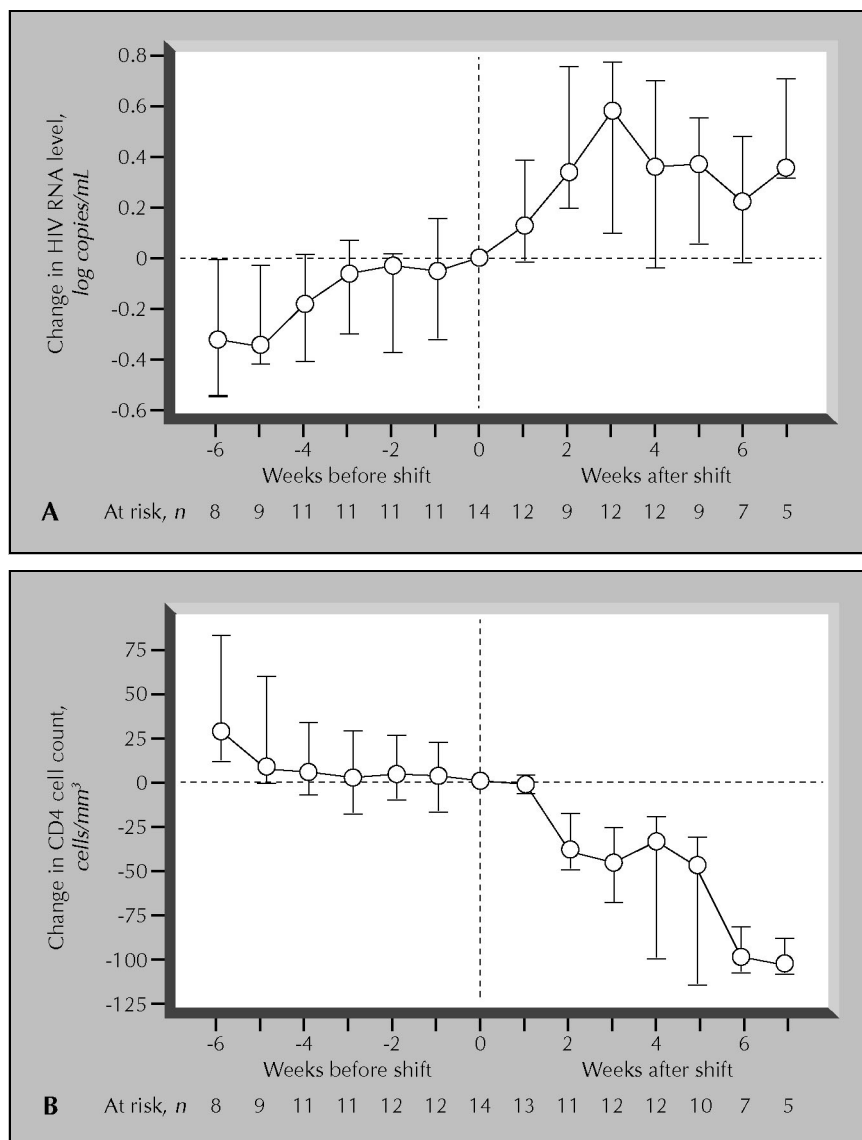 0.8
0.6
0.4
0.2
0
-0.2
-0.4
-0.6
Change in HIV RNA level,
log copies/mL
-6 -4 -2 0 2 4 6
Weeks before shift Weeks after shift
A At risk, n 8 9 11 11 11 11 14 12 9 12 12 9 7 5
75
50
25
0
-25
-50
-75
-100
-125
Change in CD4 cell count,
cells/mm³
-6 -4 -2 0 2 4 6
Weeks before shift Weeks after shift
B At risk, n 8 9 11 11 12 12 14 13 11 12 12 10 7 5